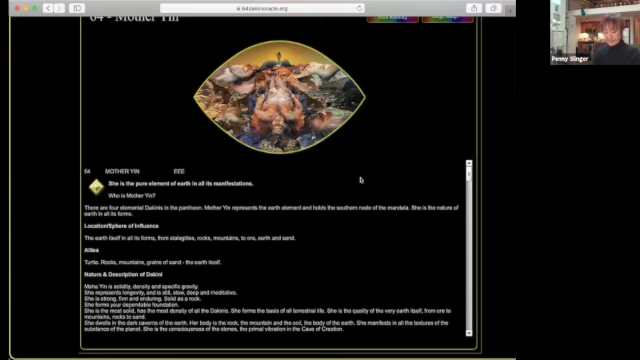 64dakinioracle.org
64 - Mother Yin
Free Reading
Penny Slinger
64 MOTHER YIN EEE
She is the pure element of earth in all its manifestations.
Who is Mother Yin?
There are four elemental Dakinis in the pantheon. Mother Yin represents the earth element and holds the southern node of the mandala. She is the nature of
earth in all its forms.
Location/Sphere of Influence
The earth itself in all its forms, from stalagtites, rocks, mountains, to ore, earth and sand.
Allies
Turtle. Rocks, mountains, grains of sand - the earth itself.
Nature & Description of Dakini
Mahe Yin is solidity, density and specific gravity.
She represents longevity, and is still, slow, deep and meditative.
She is strong, firm and enduring. Solid as a rock.
She forms your dependable foundation.
She is the most solid, has the most density of all the Dakinis. She forms the basis of all terrestrial life. She is the quality of the very earth itself, from ore to
mountains, rocks to sand.
She dwells in the dark caverns of the earth. Her body is the rock, the mountain and the soil, the body of the earth. She manifests in all the textures of the
substance of the planet. She is the consciousness of the stones, the primal vibration in the Cave of Creation.